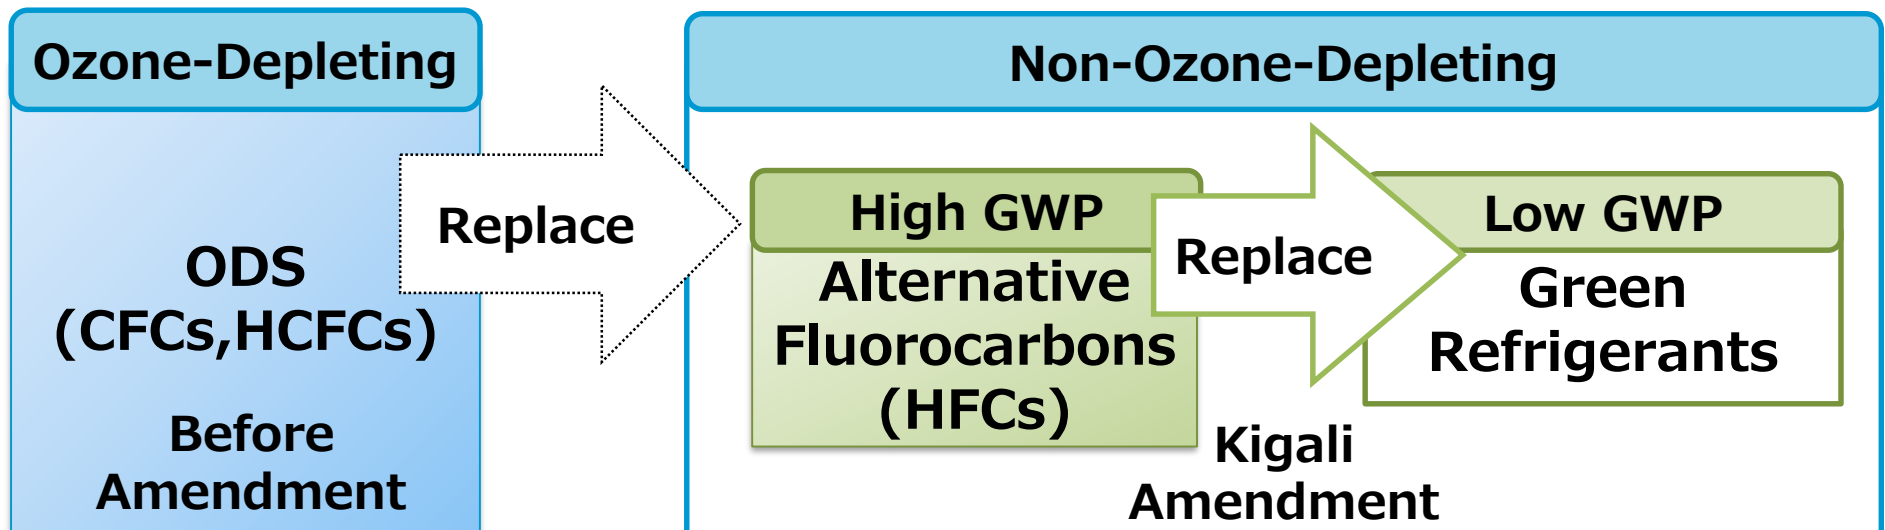 Ozone-Depleting
ODS
(CFCs,HCFCs)
Before
Amendment
Replace
Non-Ozone-Depleting
High GWP
Alternative
Fluorocarbons
(HFCs)
Replace
Low GWP
Green
Refrigerants
Kigali
Amendment